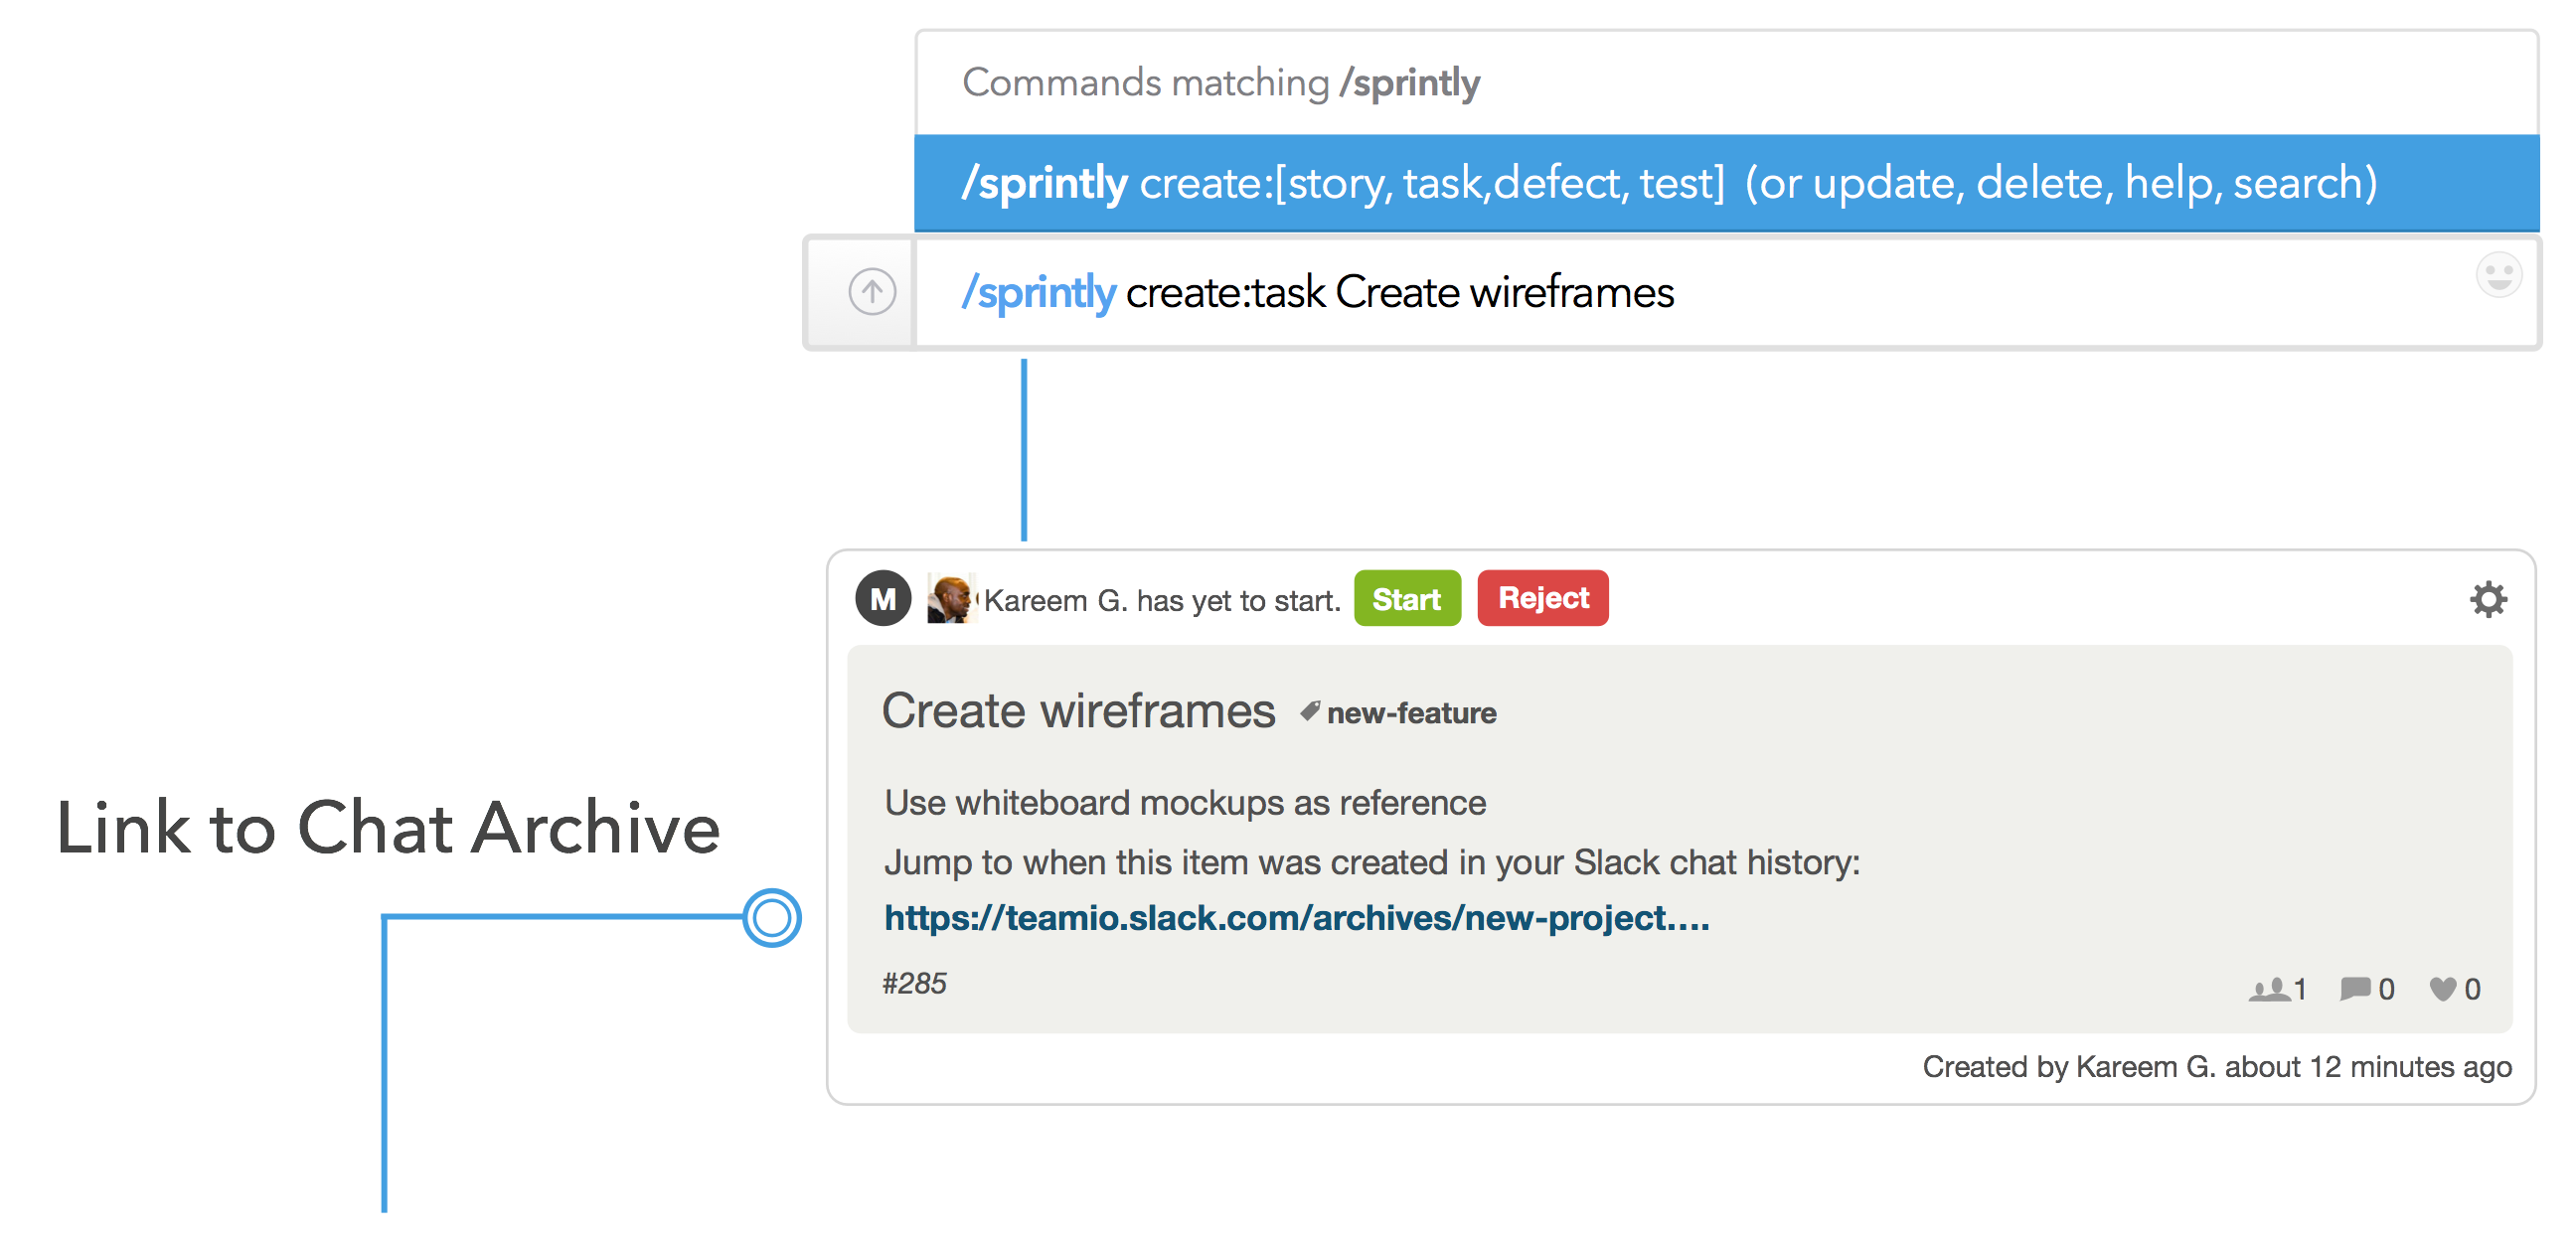 Commands matching /sprintly
/sprintly create:[story, task,defect, test] (or update, delete, help, search)
/sprintly create:task Create wireframes
M Kareem G. has yet to start. Start Reject
Create wireframes new-feature
Use whiteboard mockups as reference
Link to Chat Archive
Jump to when this item was created in your Slack chat history:
https://teamio.slack.com/archives/new-project....
#285 1 0 0
Created by Kareem G. about 12 minutes ago